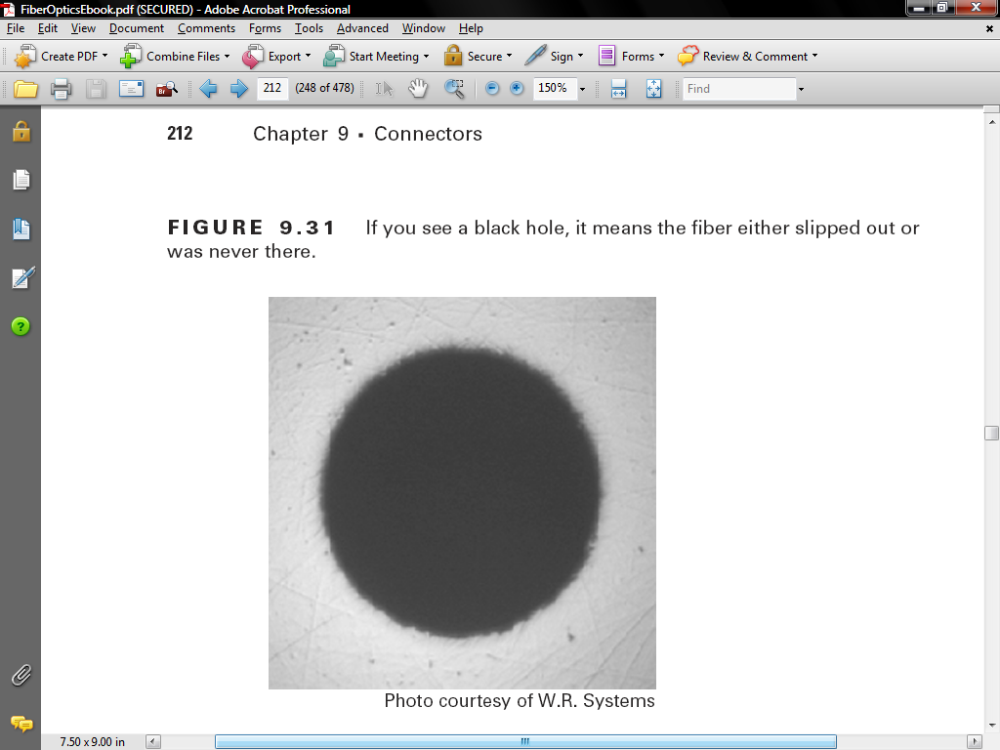 FiberOpticsEbook.pdf (SECURED) - Adobe Acrobat Professional
File Edit View Document Comments Forms Tools Advanced Window Help
Create PDF Combine Files Export Start Meeting Secure Sign Forms Review & Comment
212 (248 of 478) 150% Find
212 Chapter 9 ▪ Connectors
FIGURE 9.31 If you see a black hole, it means the fiber either slipped out or
was never there.
Photo courtesy of W.R. Systems
7.50 x 9.00 in